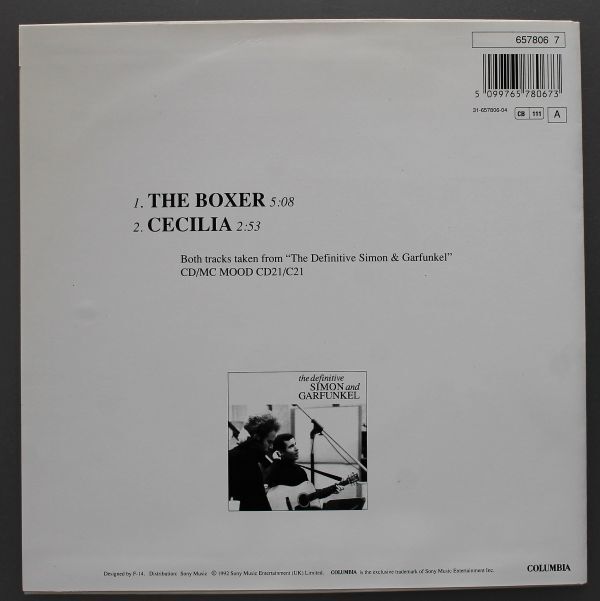 657806 7
5 099765 780673
31-657806-04 CB 111 A
1. THE BOXER 5:08
2. CECILIA 2:53
Both tracks taken from “The Definitive Simon & Garfunkel”
CD/MC MOOD CD21/C21
the definitive
SIMON and
GARFUNKEL
Designed by F-14. Distribution: Sony Music © 1992 Sony Music Entertainment (UK) Limited. COLUMBIA is the exclusive trademark of Sony Music Entertainment Inc.
COLUMBIA